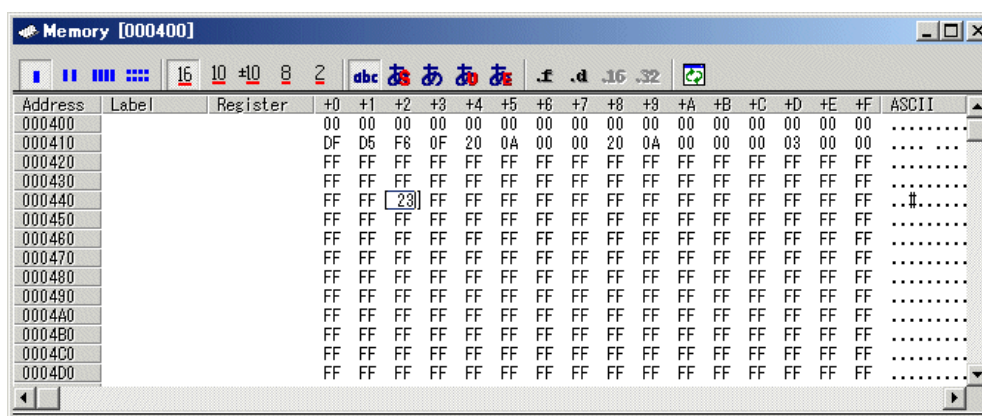 Memory [000400]
16 10 ±10 8 2 abc あS あ あU あE .f .d .16 .32
Address Label Register +0 +1 +2 +3 +4 +5 +6 +7 +8 +9 +A +B +C +D +E +F ASCII
000400 00 00 00 00 00 00 00 00 00 00 00 00 00 00 00 00 .........
000410 DF D5 F6 0F 20 0A 00 00 20 0A 00 00 00 03 00 00 .... ...
000420 FF FF FF FF FF FF FF FF FF FF FF FF FF FF FF FF .........
000430 FF FF FF FF FF FF FF FF FF FF FF FF FF FF FF FF .........
000440 FF FF 23 FF FF FF FF FF FF FF FF FF FF FF FF FF ..#......
000450 FF FF FF FF FF FF FF FF FF FF FF FF FF FF FF FF .........
000460 FF FF FF FF FF FF FF FF FF FF FF FF FF FF FF FF .........
000470 FF FF FF FF FF FF FF FF FF FF FF FF FF FF FF FF .........
000480 FF FF FF FF FF FF FF FF FF FF FF FF FF FF FF FF .........
000490 FF FF FF FF FF FF FF FF FF FF FF FF FF FF FF FF .........
0004A0 FF FF FF FF FF FF FF FF FF FF FF FF FF FF FF FF .........
0004B0 FF FF FF FF FF FF FF FF FF FF FF FF FF FF FF FF .........
0004C0 FF FF FF FF FF FF FF FF FF FF FF FF FF FF FF FF .........
0004D0 FF FF FF FF FF FF FF FF FF FF FF FF FF FF FF FF .........